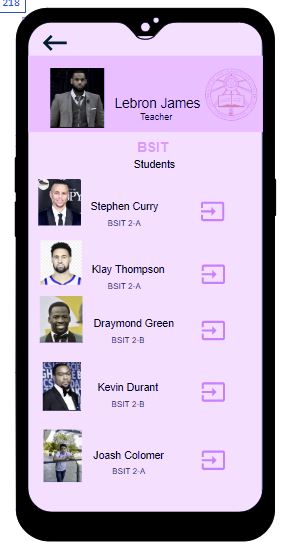 218
Lebron James
Teacher
BSIT
Students
Stephen Curry
BSIT 2-A
Klay Thompson
BSIT 2-A
Draymond Green
BSIT 2-B
Kevin Durant
BSIT 2-B
Joash Colomer
BSIT 2-A